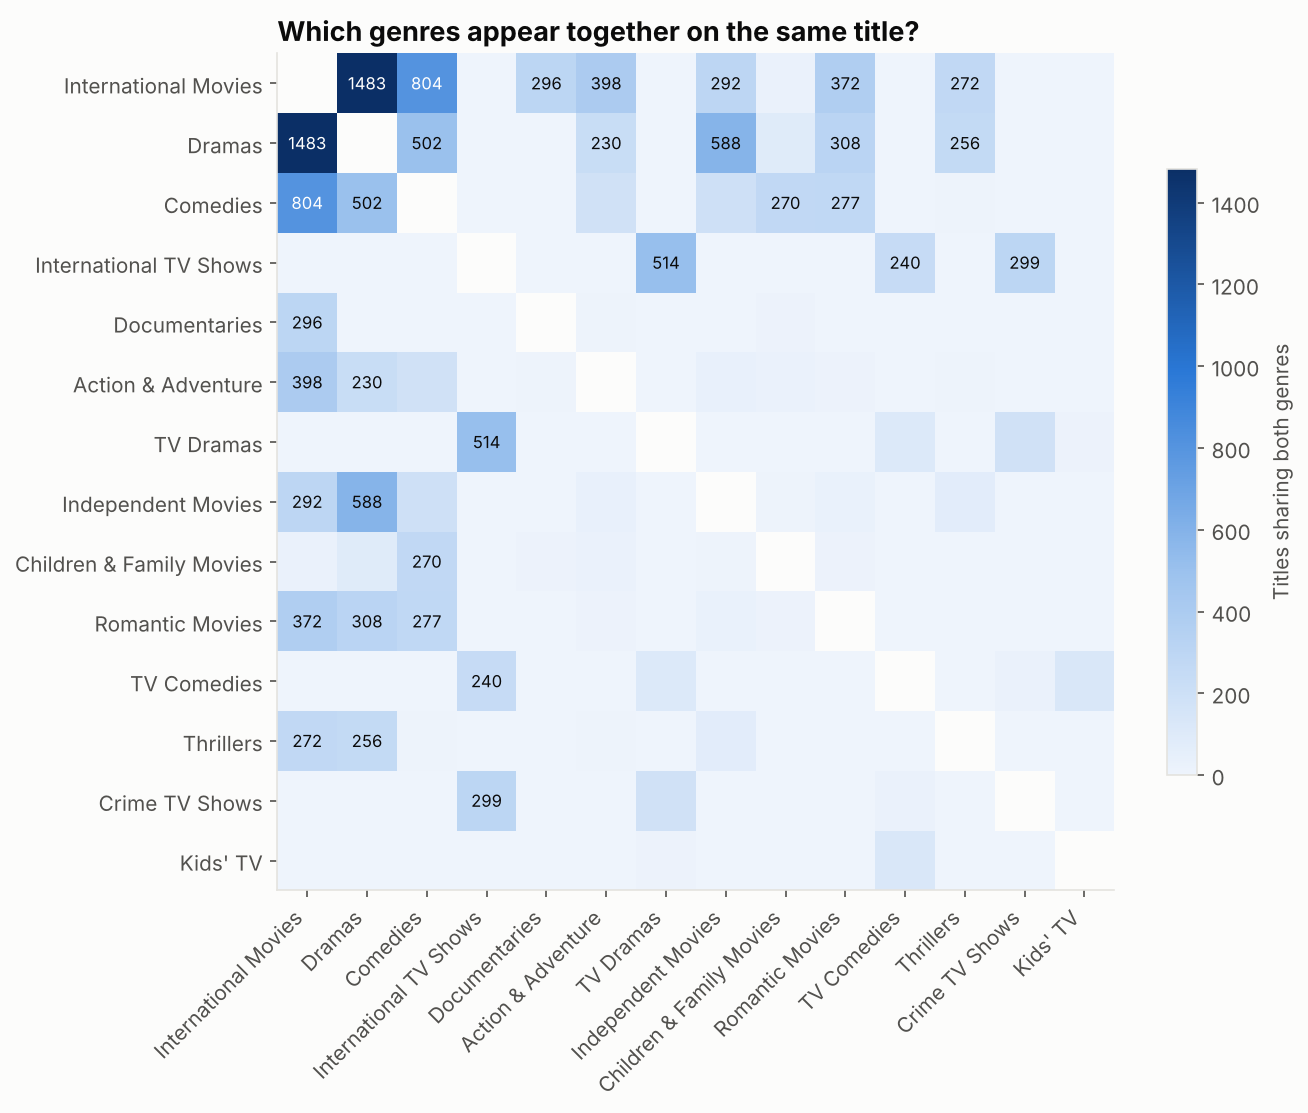 Which genres appear together on the same title?
International Movies 1483 804 296 398 292 372 272
Dramas 1483 502 230 588 308 256
Comedies 804 502 270 277
International TV Shows 514 240 299
Documentaries 296
Action & Adventure 398 230
TV Dramas 514
Independent Movies 292 588
Children & Family Movies 270
Romantic Movies 372 308 277
TV Comedies 240
Thrillers 272 256
Crime TV Shows 299
Kids' TV
International Movies
Dramas
Comedies
International TV Shows
Documentaries
Action & Adventure
TV Dramas
Independent Movies
Children & Family Movies
Romantic Movies
TV Comedies
Thrillers
Crime TV Shows
Kids' TV
1400
1200
1000
800
600
400
200
0
Titles sharing both genres